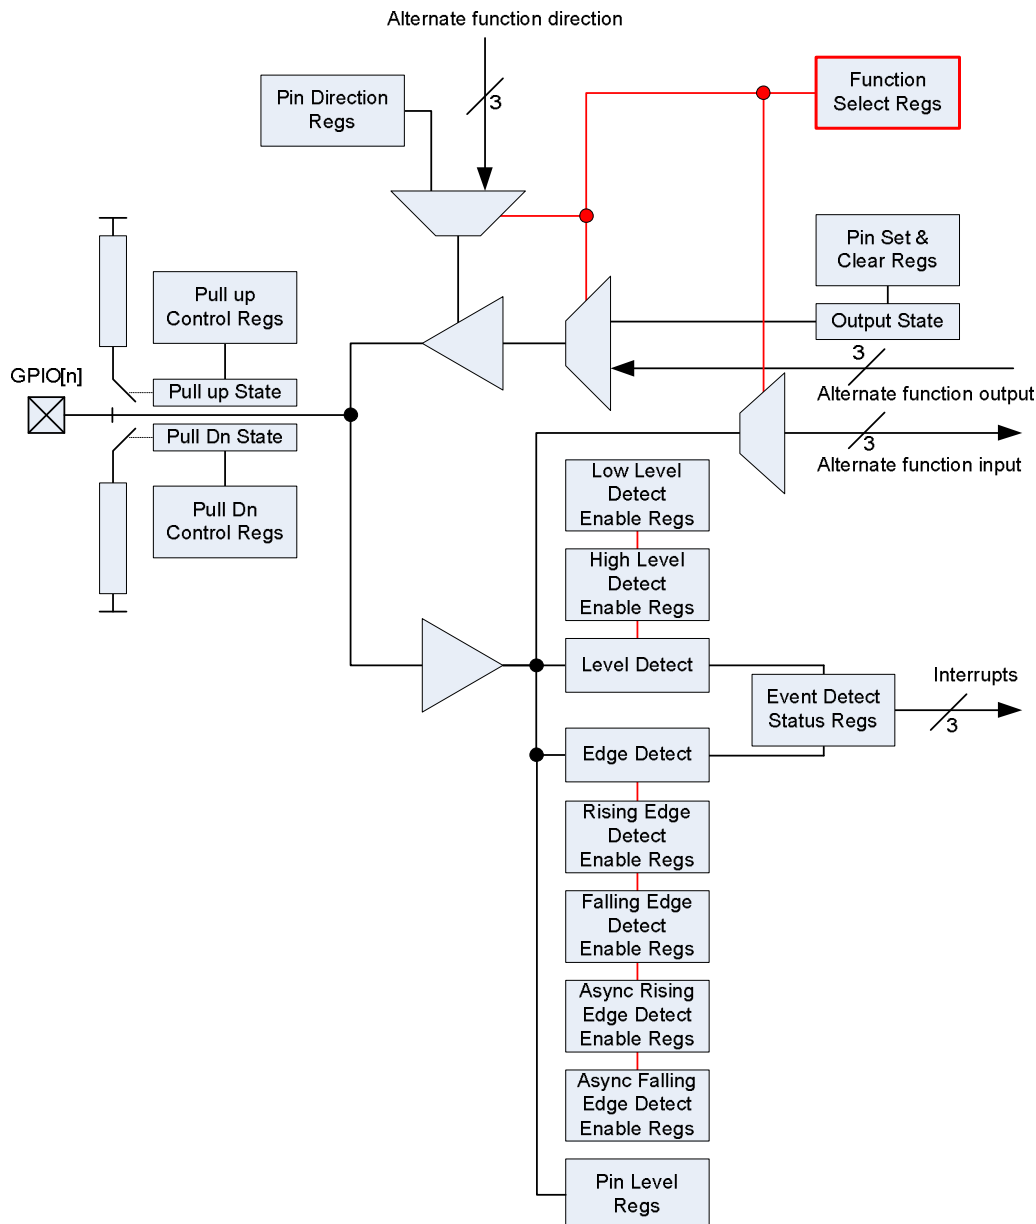 Alternate function direction
3
Pin Direction
Regs
Function
Select Regs
Pin Set &
Clear Regs
Output State
Pull up
Control Regs
Pull up State
GPIO[n]
Pull Dn State
Pull Dn
Control Regs
3
Alternate function output
3
Alternate function input
Low Level
Detect
Enable Regs
High Level
Detect
Enable Regs
Level Detect
Event Detect
Status Regs
Interrupts
3
Edge Detect
Rising Edge
Detect
Enable Regs
Falling Edge
Detect
Enable Regs
Async Rising
Edge Detect
Enable Regs
Async Falling
Edge Detect
Enable Regs
Pin Level
Regs